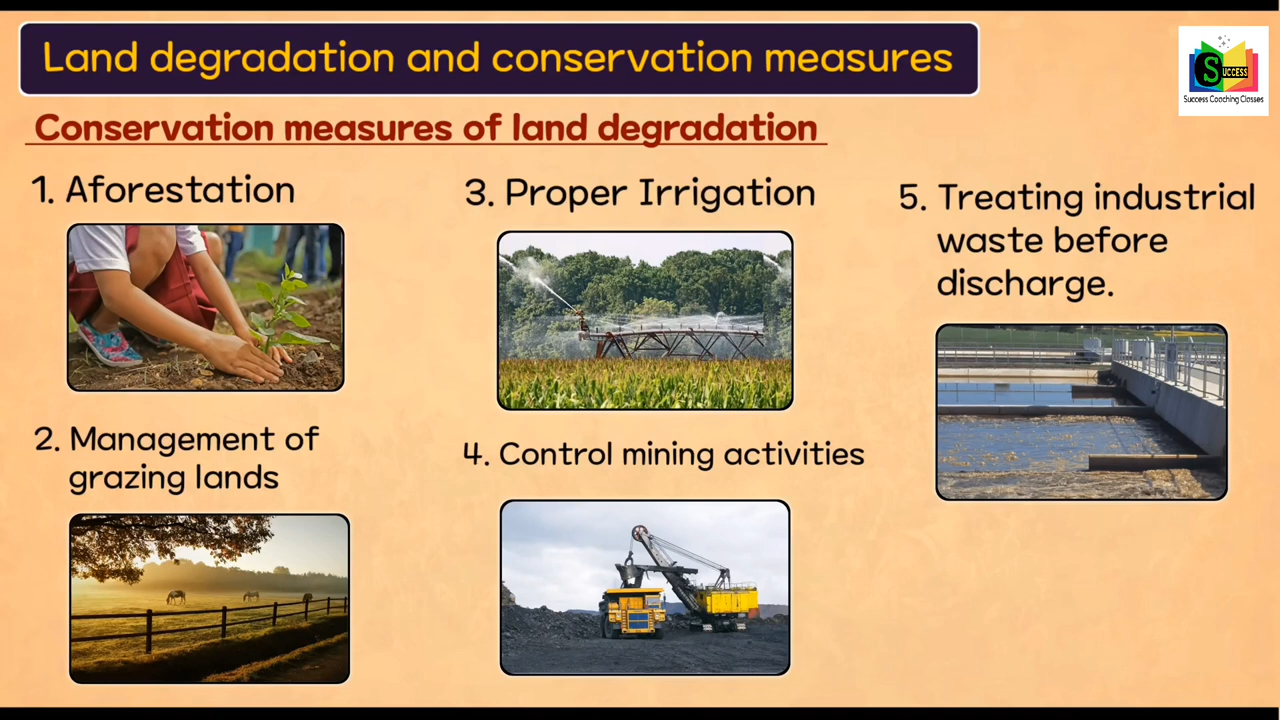 Land degradation and conservation measures
SUCCESS
Success Coaching Classes
Conservation measures of land degradation
1. Aforestation
2. Management of
grazing lands
3. Proper Irrigation
4. Control mining activities
5. Treating industrial
waste before
discharge.